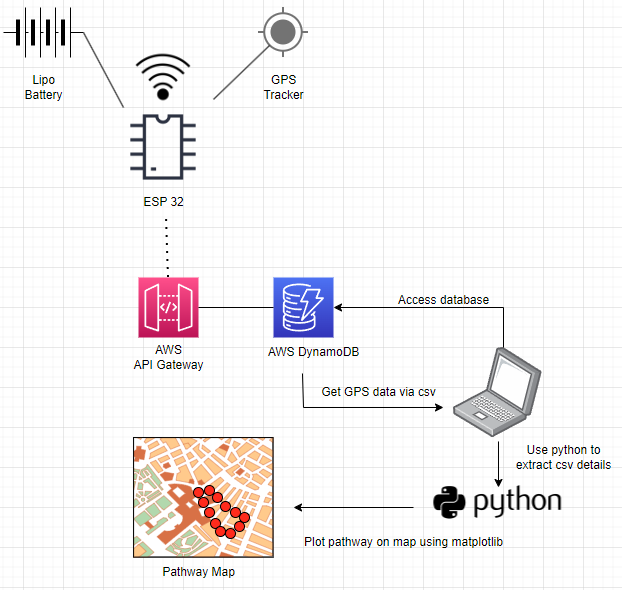 Lipo
Battery
GPS
Tracker
ESP 32
Access database
AWS
API Gateway
AWS DynamoDB
Get GPS data via csv
Use python to
extract csv details
python
Plot pathway on map using matplotlib
Pathway Map